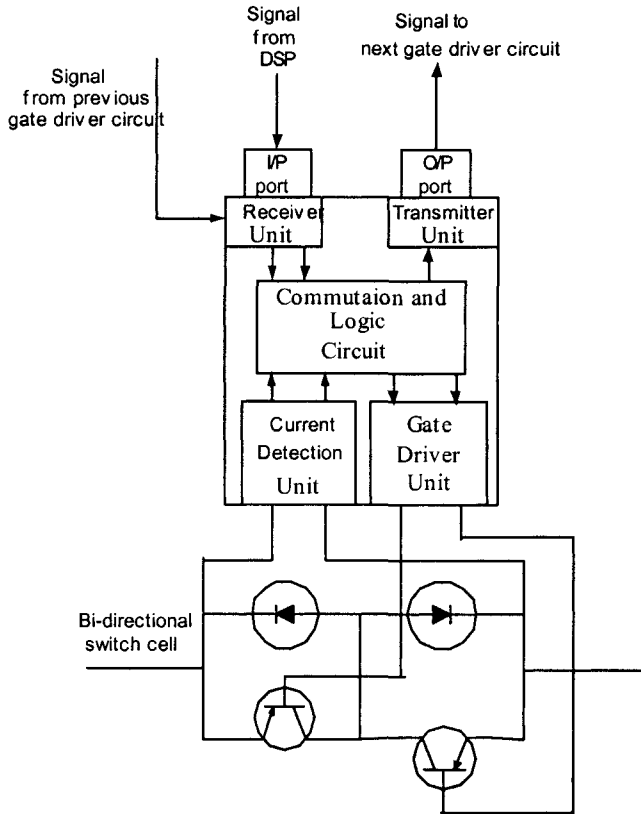 Signal
from
DSP
Signal to
next gate driver circuit
Signal
from previous
gate driver circuit
I/P
port
O/P
port
Receiver
Unit
Transmitter
Unit
Commutaion and
Logic
Circuit
Current
Detection
Unit
Gate
Driver
Unit
Bi-directional
switch cell